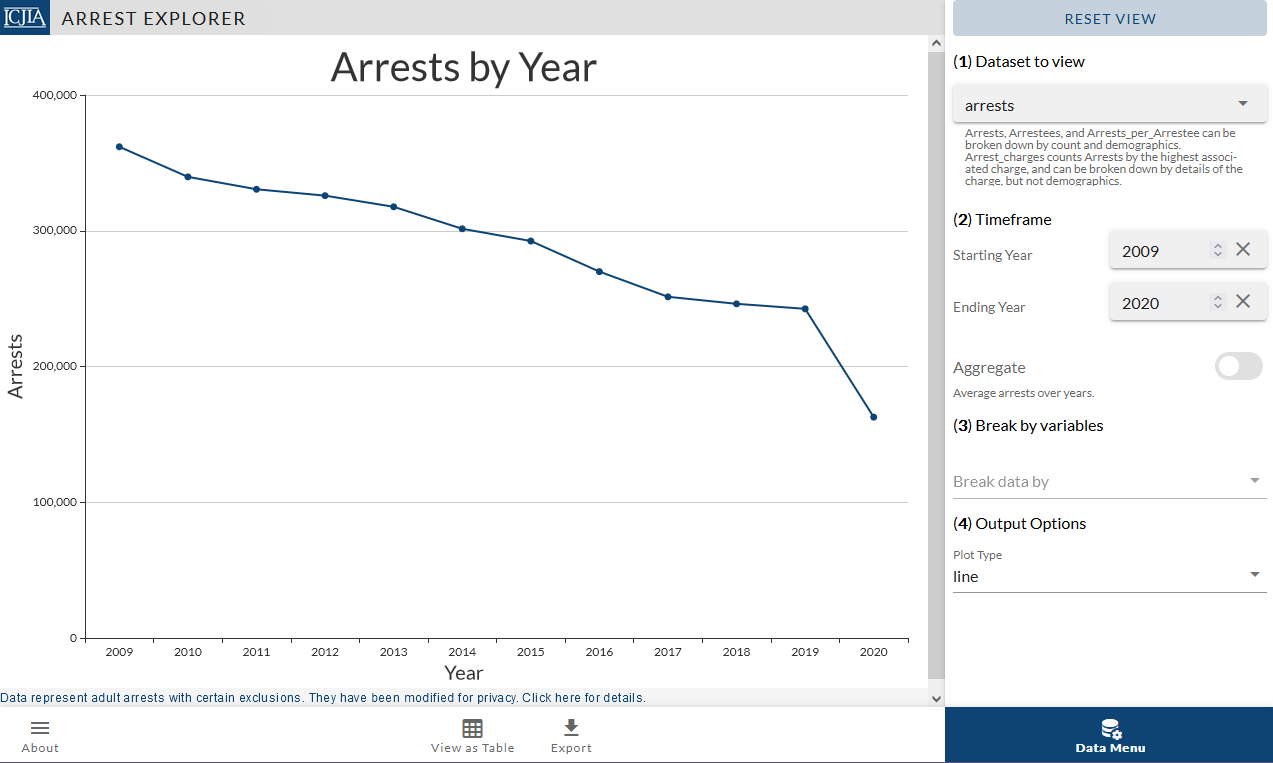 ICJIA
ARREST EXPLORER
Arrests by Year
400,000
300,000
200,000
100,000
0
Arrests
2009 2010 2011 2012 2013 2014 2015 2016 2017 2018 2019 2020
Year
Data represent adult arrests with certain exclusions. They have been modified for privacy. Click here for details.
About
View as Table
Export
RESET VIEW
(1) Dataset to view
arrests
Arrests, Arrestees, and Arrests_per_Arrestee can be
broken down by count and demographics.
Arrest_charges counts Arrests by the highest associ-
ated charge, and can be broken down by details of the
charge, but not demographics.
(2) Timeframe
Starting Year
2009
Ending Year
2020
Aggregate
Average arrests over years.
(3) Break by variables
Break data by
(4) Output Options
Plot Type
line
Data Menu